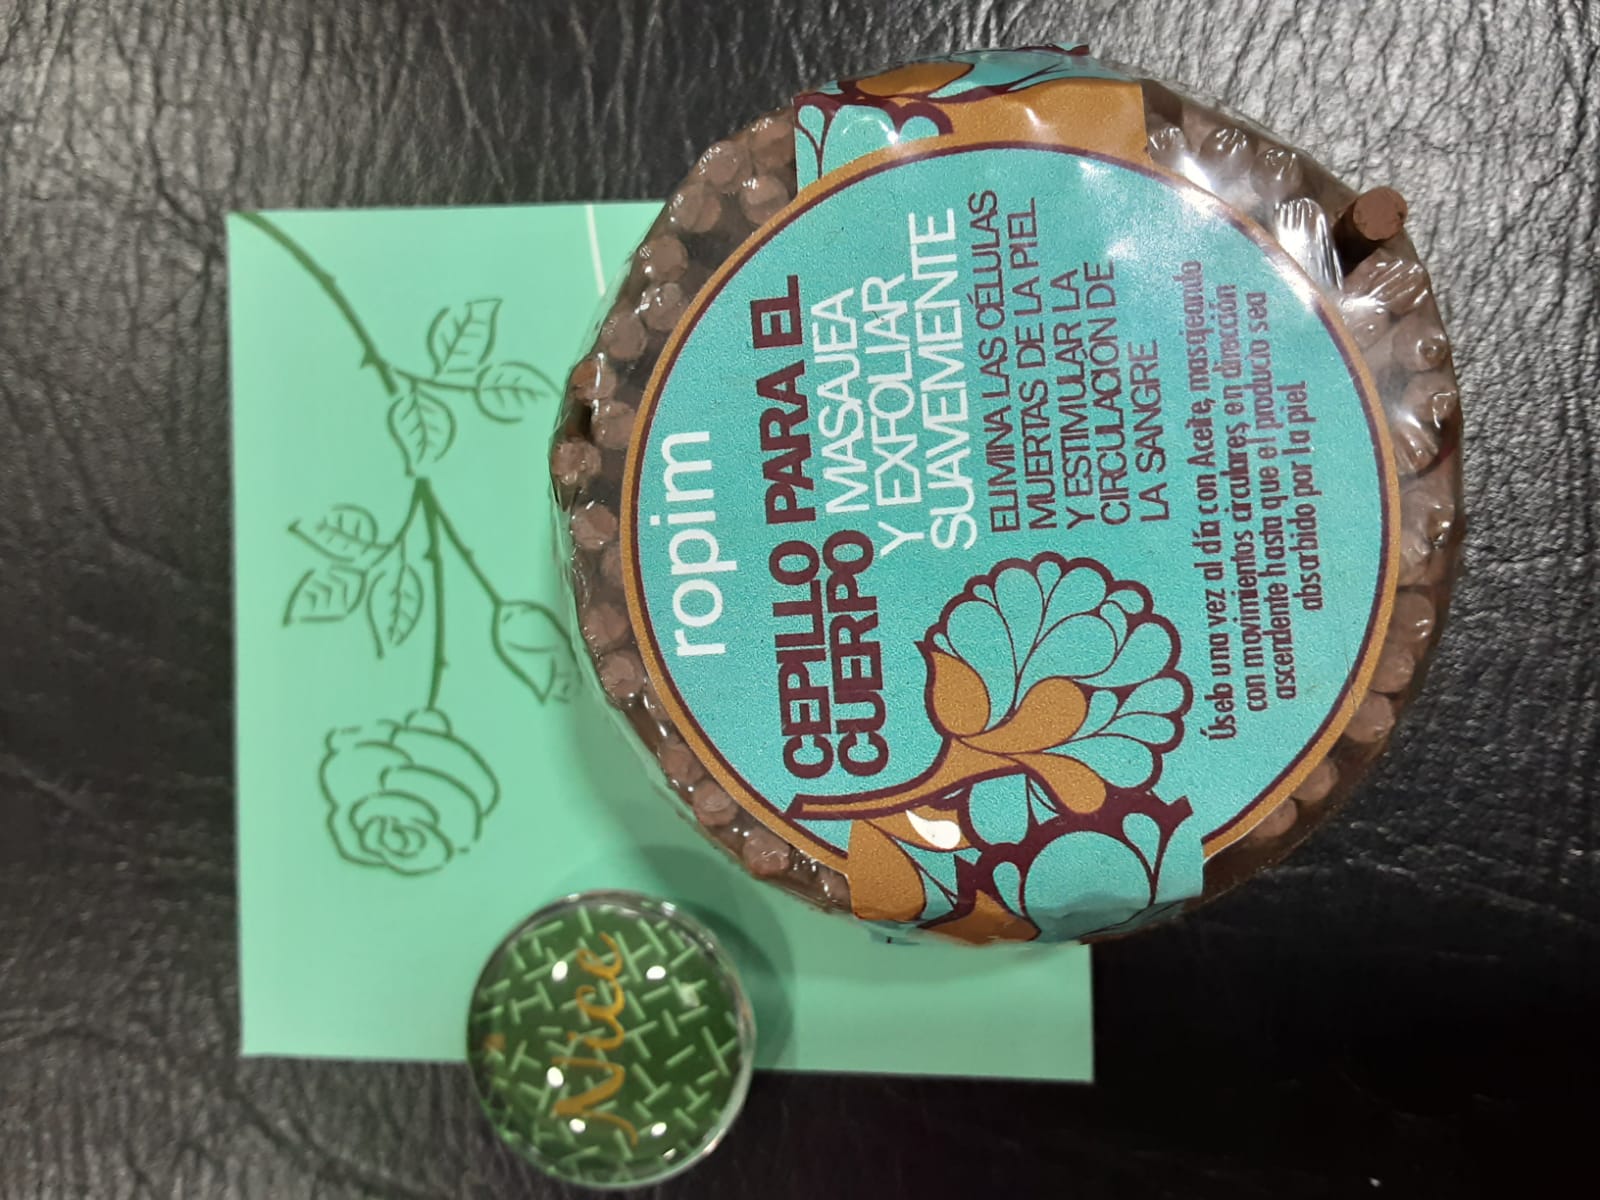 ropim
CEPILLO PARA EL
CUERPO MASAJEA
Y EXFOLIAR
SUAVEMENTE
ELIMINA LAS CÉLULAS
MUERTAS DE LA PIEL
Y ESTIMULAR LA
CIRCULACION DE
LA SANGRE
Úseb una vez al día con Aceite, masajeando
con movimientos circulares en dirección
ascendente hasta que el producto sea
absorbido por la piel
Nice